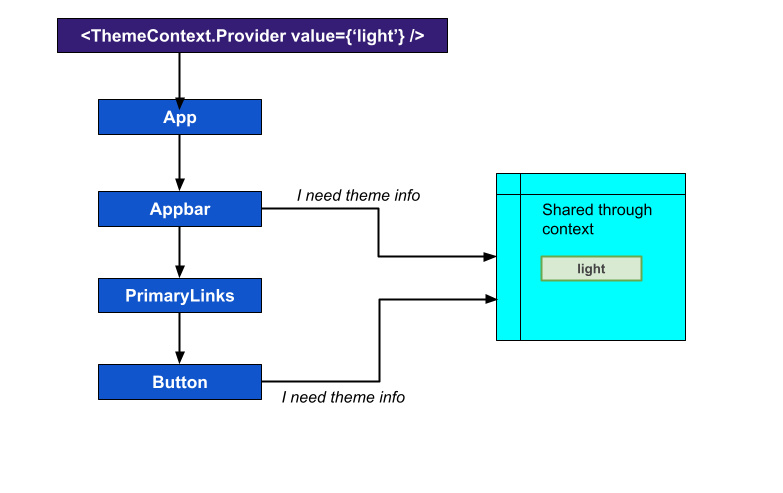 <ThemeContext.Provider value={‘light’} />
App
Appbar
I need theme info
Shared through
context
light
PrimaryLinks
Button
I need theme info